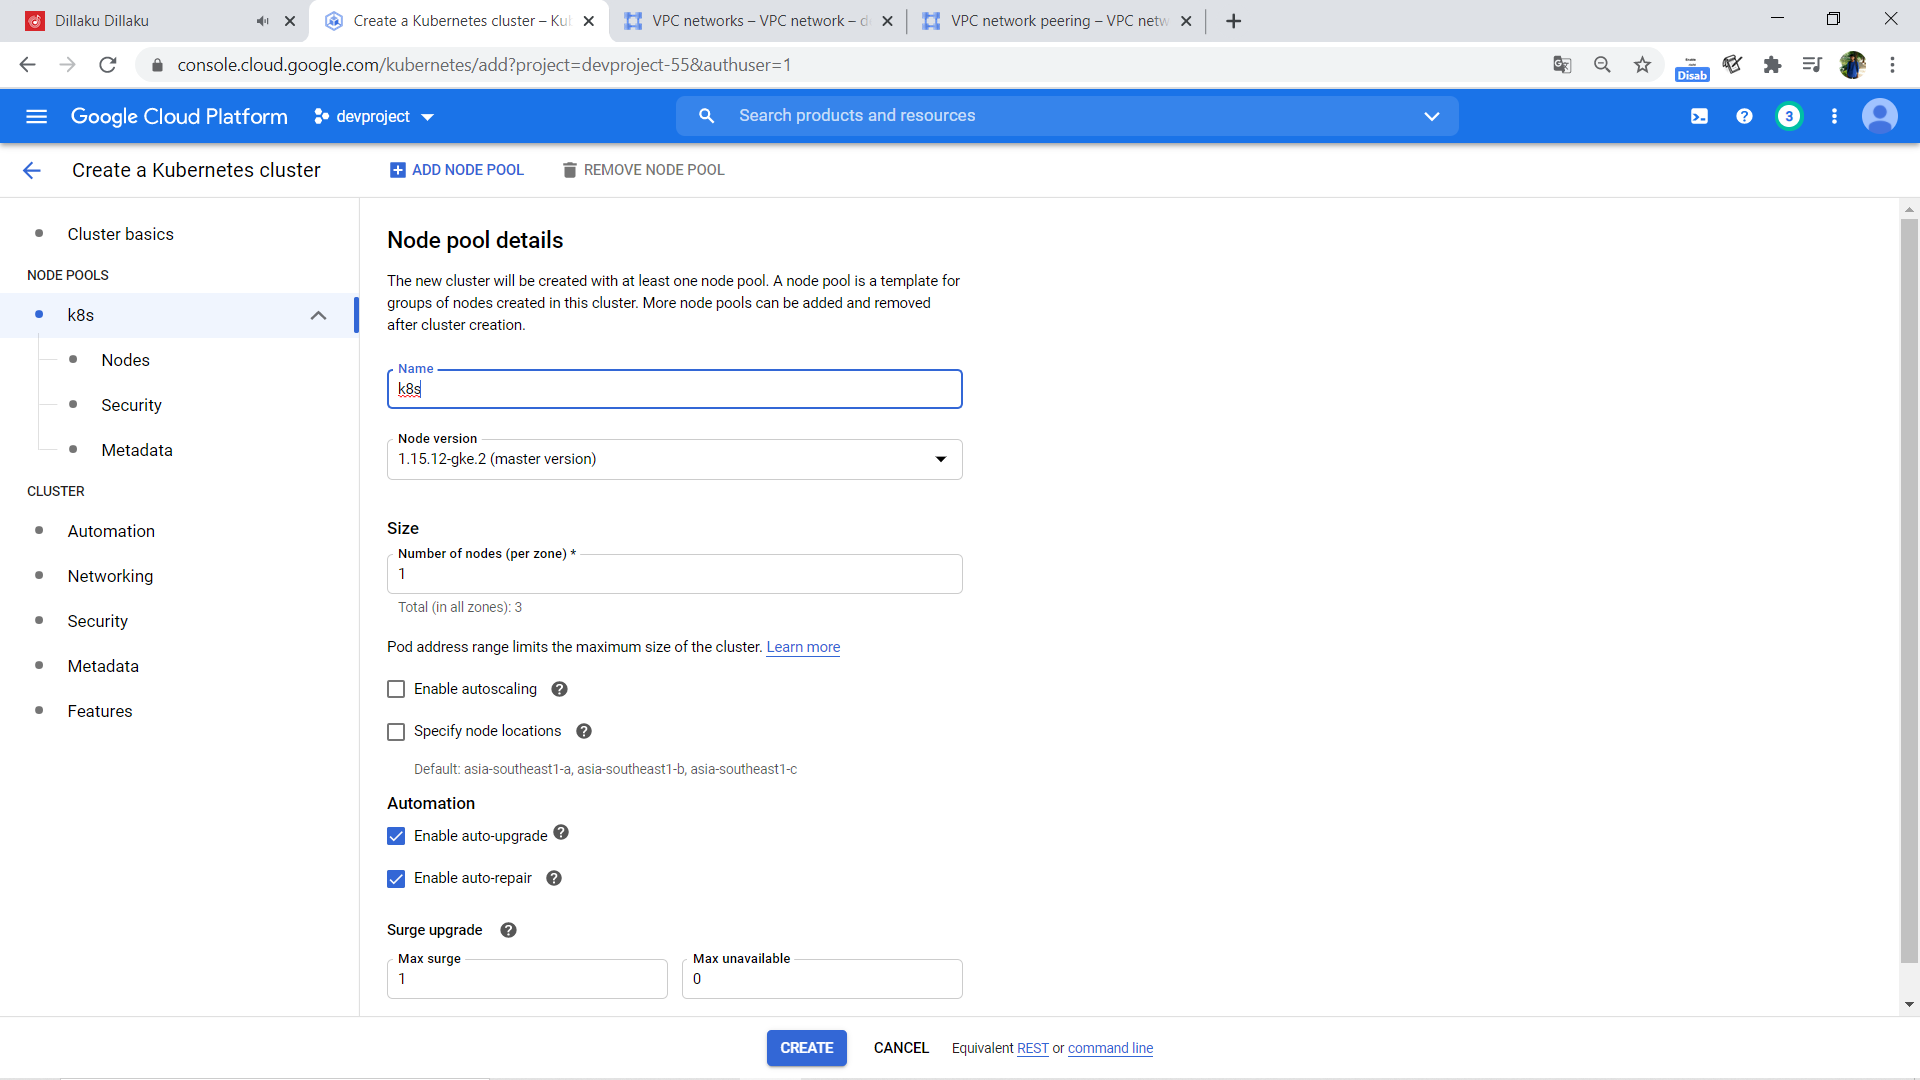 Dillaku Dillaku
Create a Kubernetes cluster – Ku
VPC networks – VPC network – d
VPC network peering – VPC netw
console.cloud.google.com/kubernetes/add?project=devproject-55&authuser=1
Disab
Google Cloud Platform
devproject
Search products and resources
3
Create a Kubernetes cluster
ADD NODE POOL
REMOVE NODE POOL
Cluster basics
NODE POOLS
k8s
Nodes
Security
Metadata
CLUSTER
Automation
Networking
Security
Metadata
Features
Node pool details
The new cluster will be created with at least one node pool. A node pool is a template for
groups of nodes created in this cluster. More node pools can be added and removed
after cluster creation.
Name
k8s
Node version
1.15.12-gke.2 (master version)
Size
Number of nodes (per zone) *
1
Total (in all zones): 3
Pod address range limits the maximum size of the cluster. Learn more
Enable autoscaling
Specify node locations
Default: asia-southeast1-a, asia-southeast1-b, asia-southeast1-c
Automation
Enable auto-upgrade
Enable auto-repair
Surge upgrade
Max surge
1
Max unavailable
0
CREATE
CANCEL
Equivalent REST or command line